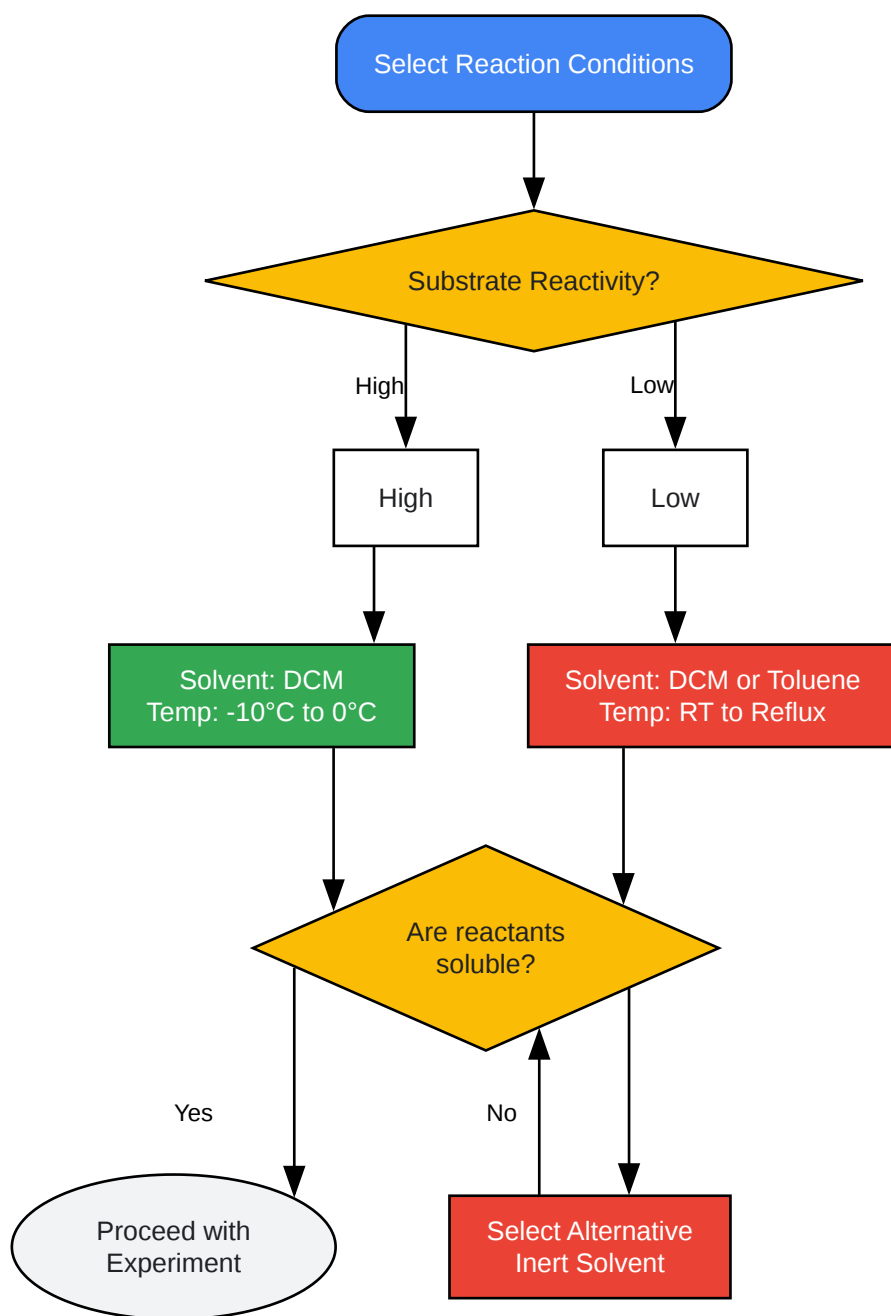 Select Reaction Conditions
Substrate Reactivity?
High
Low
High
Low
Solvent: DCM
Temp: -10°C to 0°C
Solvent: DCM or Toluene
Temp: RT to Reflux
Are reactants
soluble?
Yes
No
Proceed with
Experiment
Select Alternative
Inert Solvent